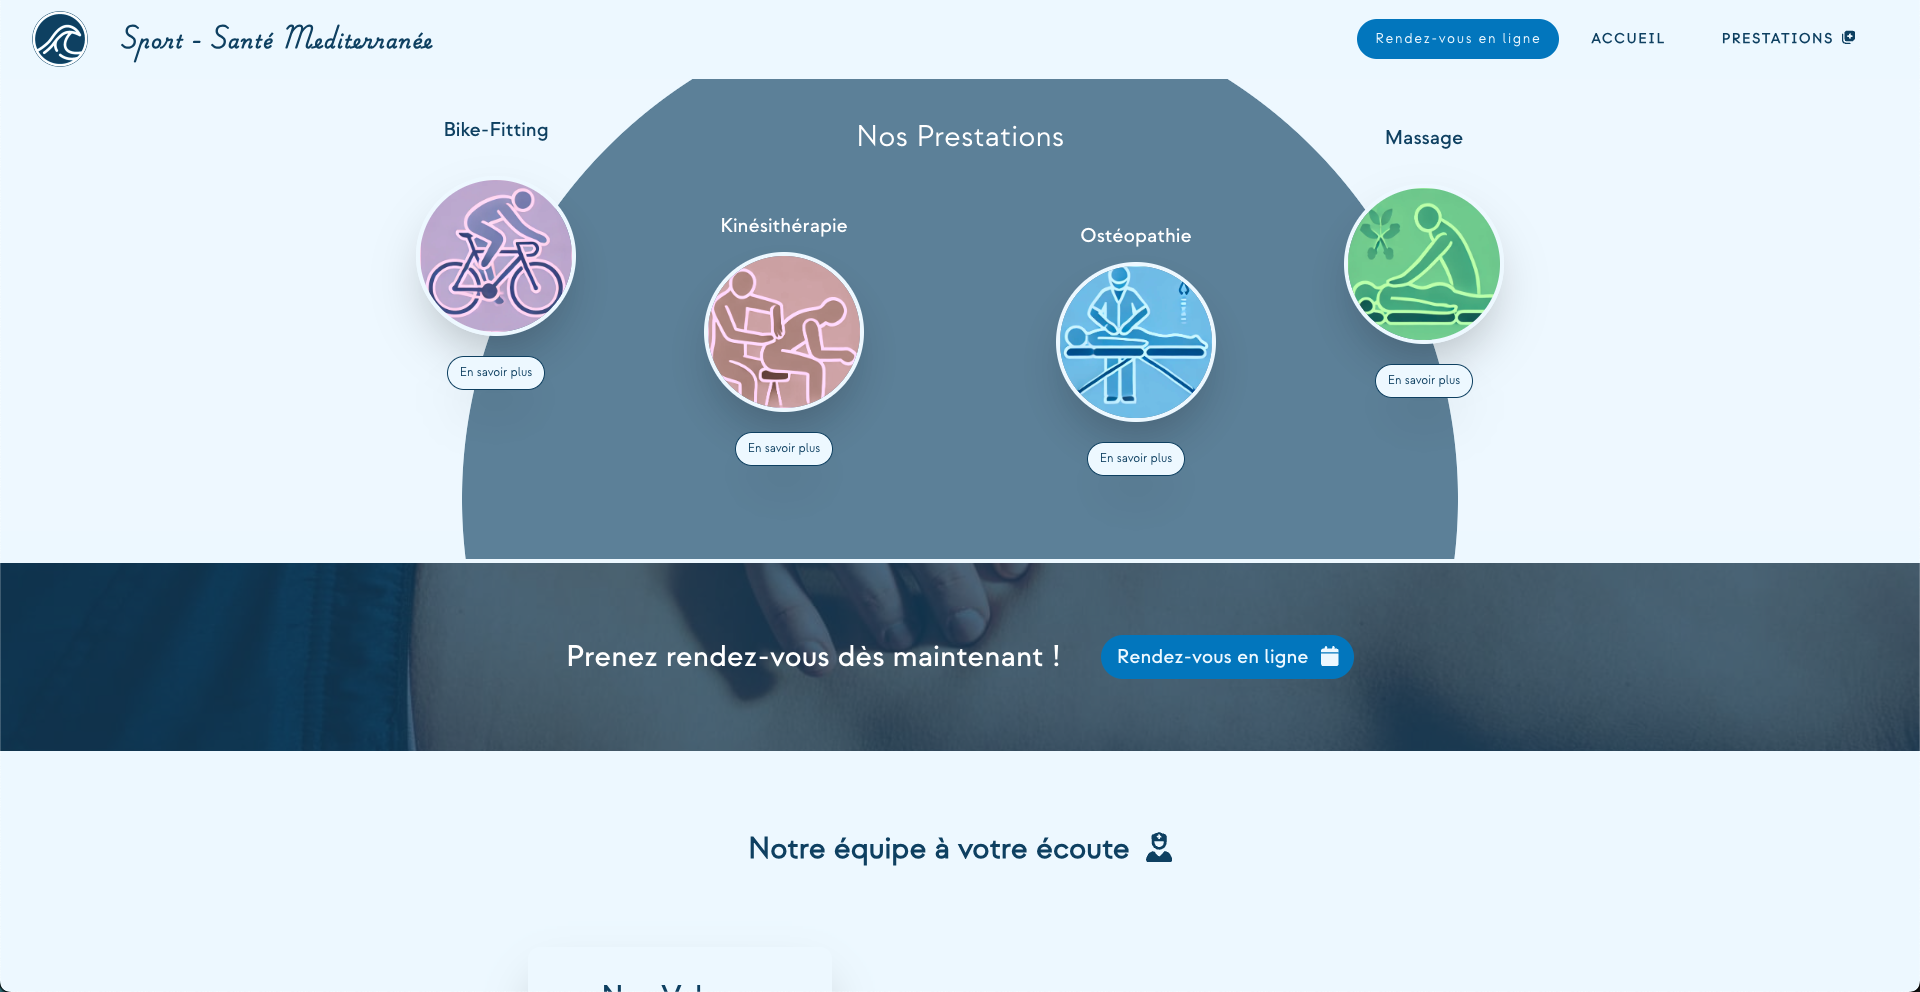 Sport - Santé Mediterranée
Rendez-vous en ligne
ACCUEIL
PRESTATIONS
Nos Prestations
Bike-Fitting
En savoir plus
Kinésithérapie
En savoir plus
Ostéopathie
En savoir plus
Massage
En savoir plus
Prenez rendez-vous dès maintenant !
Rendez-vous en ligne
Notre équipe à votre écoute